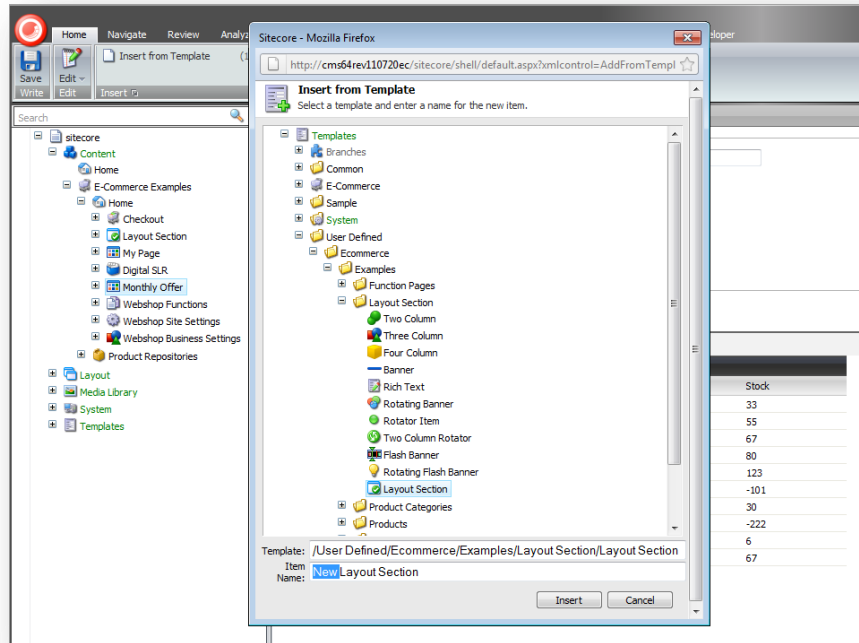 Home Navigate Review Analy
eloper
Insert from Template (1
Save Edit
Write Edit Insert
Search
sitecore
Content
Home
E-Commerce Examples
Home
Checkout
Layout Section
My Page
Digital SLR
Monthly Offer
Webshop Functions
Webshop Site Settings
Webshop Business Settings
Product Repositories
Layout
Media Library
System
Templates
Sitecore - Mozilla Firefox
http://cms64rev110720ec/sitecore/shell/default.aspx?xmlcontrol=AddFromTempl
Insert from Template
Select a template and enter a name for the new item.
Templates
Branches
Common
E-Commerce
Sample
System
User Defined
Ecommerce
Examples
Function Pages
Layout Section
Two Column
Three Column
Four Column
Banner
Rich Text
Rotating Banner
Rotator Item
Two Column Rotator
Flash Banner
Rotating Flash Banner
Layout Section
Product Categories
Products
Template: /User Defined/Ecommerce/Examples/Layout Section/Layout Section
Item Name: New Layout Section
Insert Cancel
Stock
33
55
67
80
123
-101
30
-222
6
67